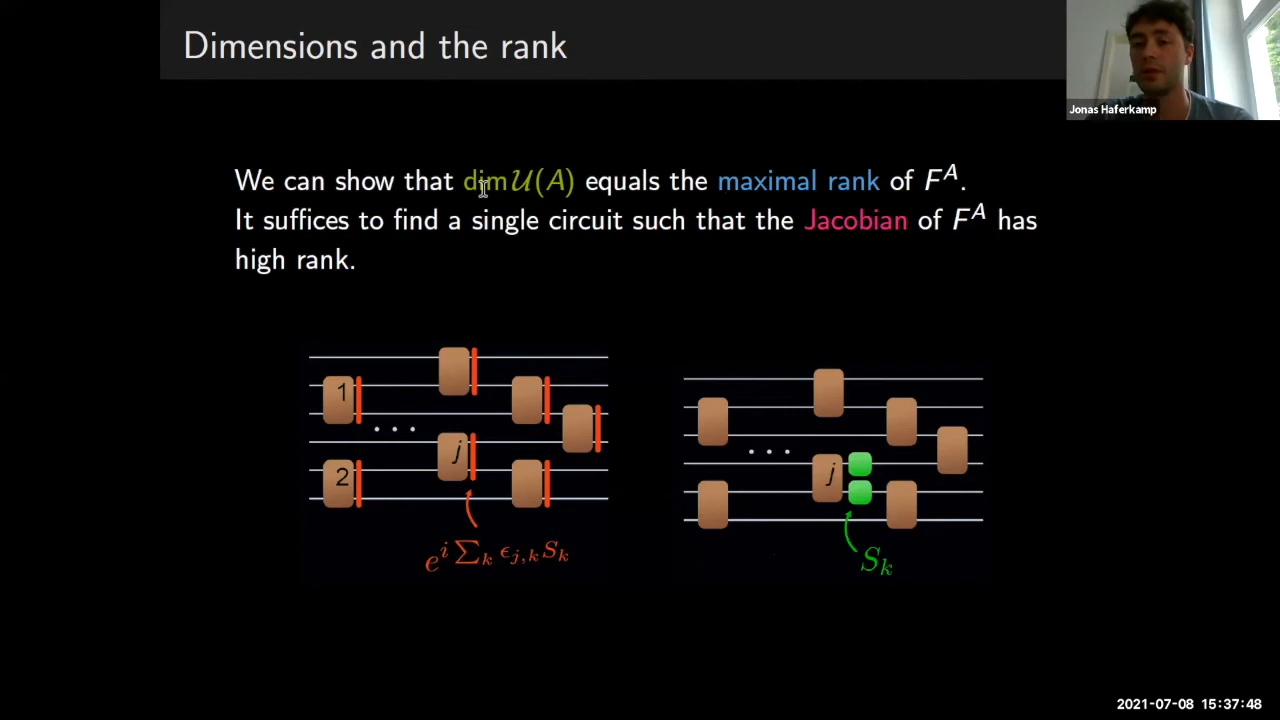 Dimensions and the rank
Jonas Haferkamp
We can show that dim 𝒰(A) equals the maximal rank of F^A.
It suffices to find a single circuit such that the Jacobian of F^A has
high rank.
1
j
2
...
e^{i ∑_k ϵ_{j,k} S_k}
...
j
S_k
2021-07-08 15:37:48